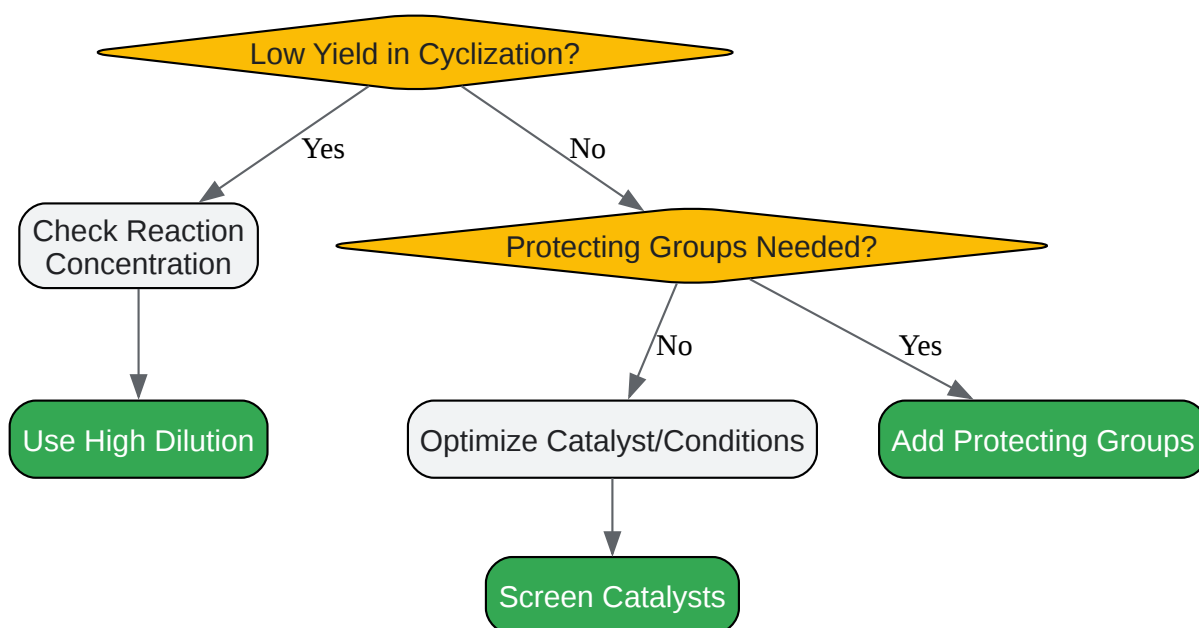 Low Yield in Cyclization?
Yes
No
Check Reaction
Concentration
Protecting Groups Needed?
No
Yes
Use High Dilution
Optimize Catalyst/Conditions
Add Protecting Groups
Screen Catalysts